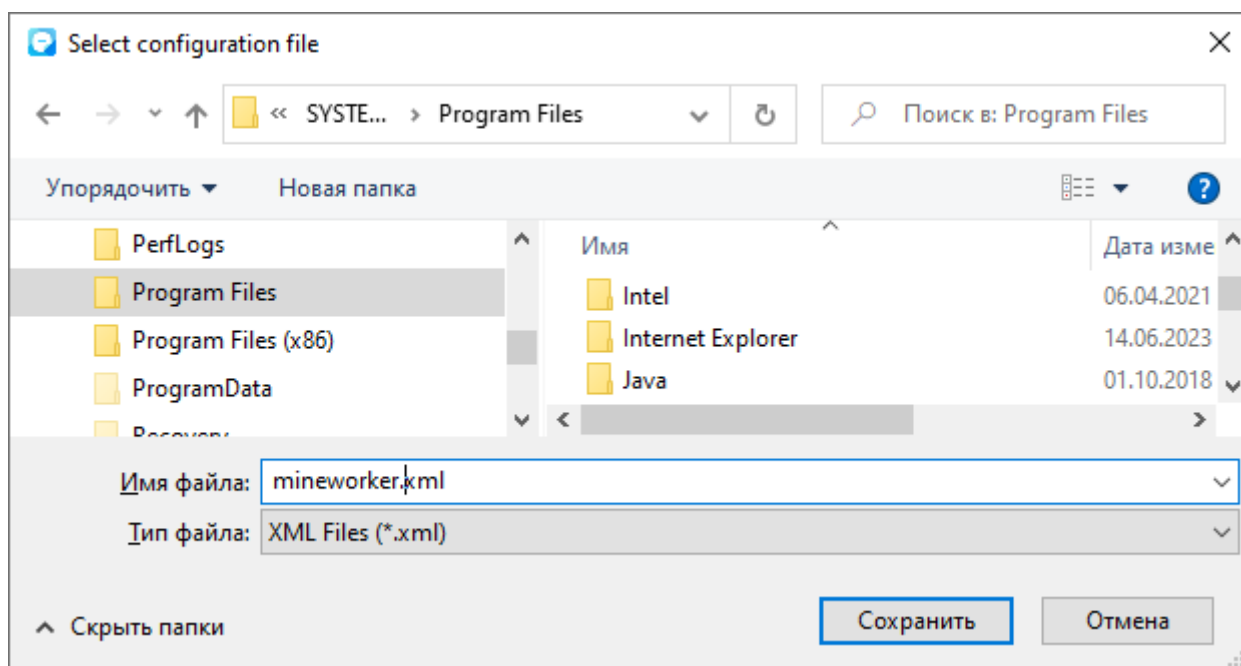 Select configuration file
« SYSTE... › Program Files
Поиск в: Program Files
Упорядочить
Новая папка
PerfLogs
Program Files
Program Files (x86)
ProgramData
Recovery
Имя
Дата изме
Intel
06.04.2021
Internet Explorer
14.06.2023
Java
01.10.2018
Имя файла: mineworker.xml
Тип файла: XML Files (*.xml)
Скрыть папки
Сохранить
Отмена